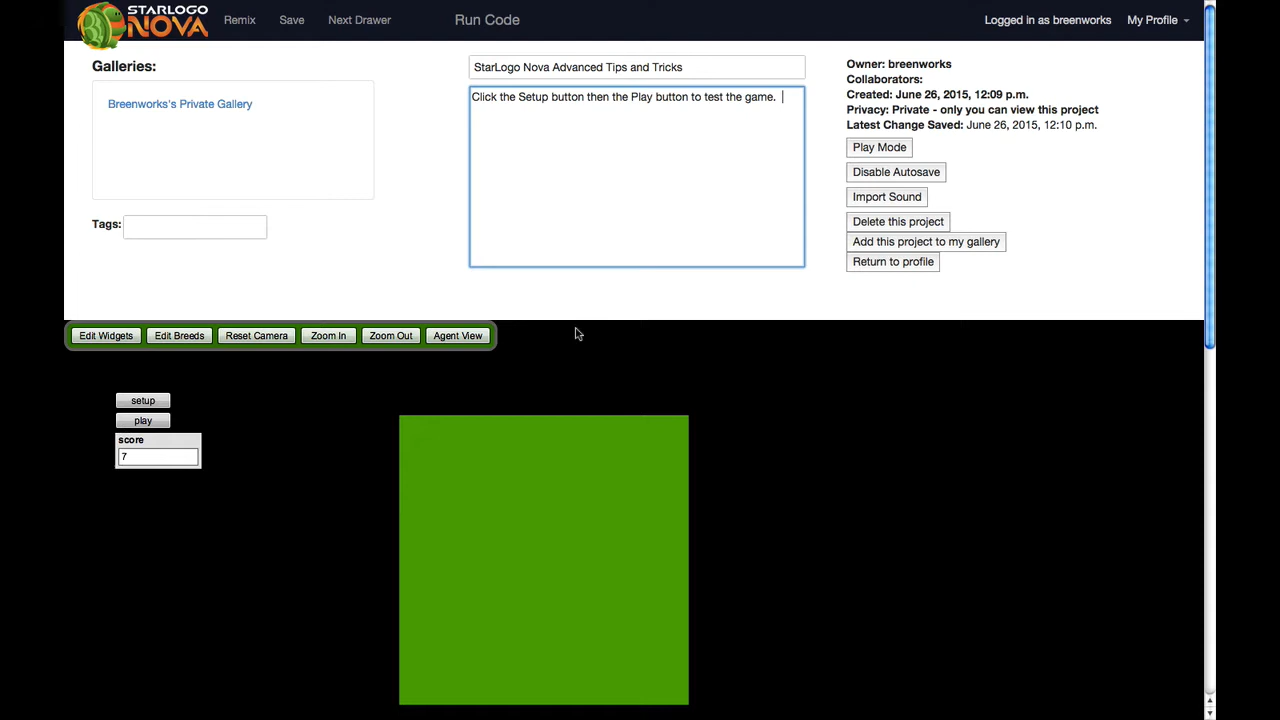 STARLOGO
NOVA
Remix
Save
Next Drawer
Run Code
Logged in as breenworks
My Profile
Galleries:
Breenworks's Private Gallery
Tags:
StarLogo Nova Advanced Tips and Tricks
Click the Setup button then the Play button to test the game.
Owner: breenworks
Collaborators:
Created: June 26, 2015, 12:09 p.m.
Privacy: Private - only you can view this project
Latest Change Saved: June 26, 2015, 12:10 p.m.
Play Mode
Disable Autosave
Import Sound
Delete this project
Add this project to my gallery
Return to profile
Edit Widgets
Edit Breeds
Reset Camera
Zoom In
Zoom Out
Agent View
setup
play
score
7